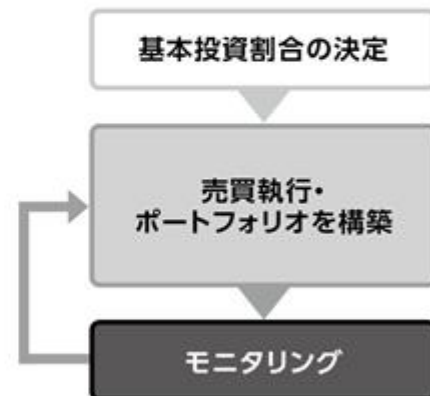 基本投資割合の決定
売買執行・
ポートフォリオを構築
モニタリング